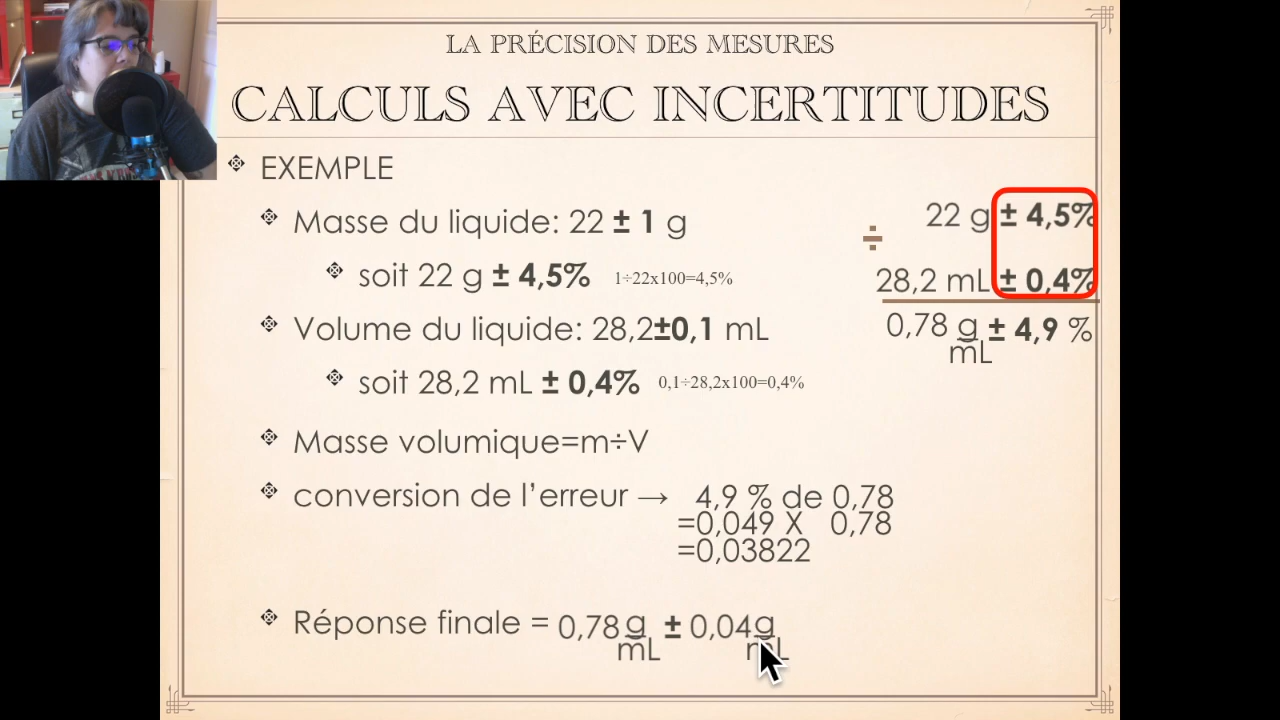 LA PRÉCISION DES MESURES
CALCULS AVEC INCERTITUDES
EXEMPLE
Masse du liquide: 22 ± 1 g
soit 22 g ± 4,5% 1÷22x100=4,5%
Volume du liquide: 28,2±0,1 mL
soit 28,2 mL ± 0,4% 0,1÷28,2x100=0,4%
Masse volumique=m÷V
conversion de l’erreur → 4,9 % de 0,78
=0,049 X 0,78
=0,03822
Réponse finale = 0,78 g ± 0,04 g
mL mL
22 g ± 4,5%
÷
28,2 mL ± 0,4%
0,78 g ± 4,9 %
mL